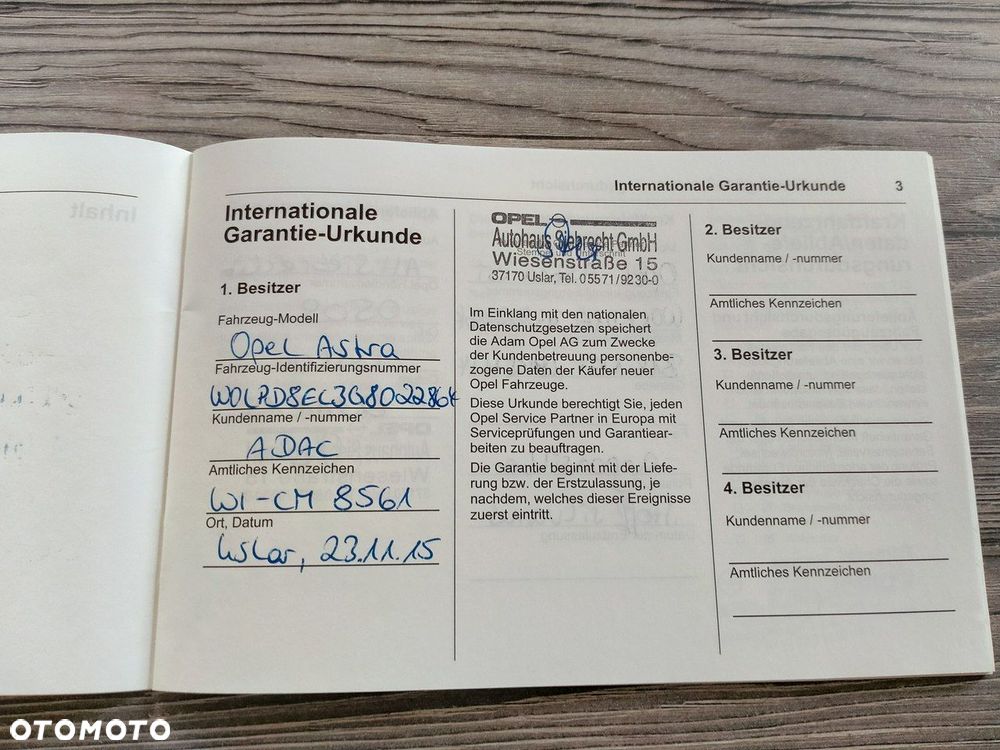 Internationale Garantie-Urkunde 3
Internationale
Garantie-Urkunde
1. Besitzer
Fahrzeug-Modell
Opel Astra
Fahrzeug-Identifizierungsnummer
Kundenname / -nummer
ADAC
Amtliches Kennzeichen
WI-CM 8561
Ort, Datum
Uslar, 23.11.15
OPEL
Autohaus Siebrecht GmbH
Wiesenstraße 15
37170 Uslar, Tel. 05571/9230-0
Im Einklang mit den nationalen
Datenschutzgesetzen speichert
die Adam Opel AG zum Zwecke
der Kundenbetreuung personenbe-
zogene Daten der Käufer neuer
Opel Fahrzeuge.
Diese Urkunde berechtigt Sie, jeden
Opel Service Partner in Europa mit
Serviceprüfungen und Garantiear-
beiten zu beauftragen.
Die Garantie beginnt mit der Liefe-
rung bzw. der Erstzulassung, je
nachdem, welches dieser Ereignisse
zuerst eintritt.
2. Besitzer
Kundenname / -nummer
Amtliches Kennzeichen
3. Besitzer
Kundenname / -nummer
Amtliches Kennzeichen
4. Besitzer
Kundenname / -nummer
Amtliches Kennzeichen
OTOMOTO